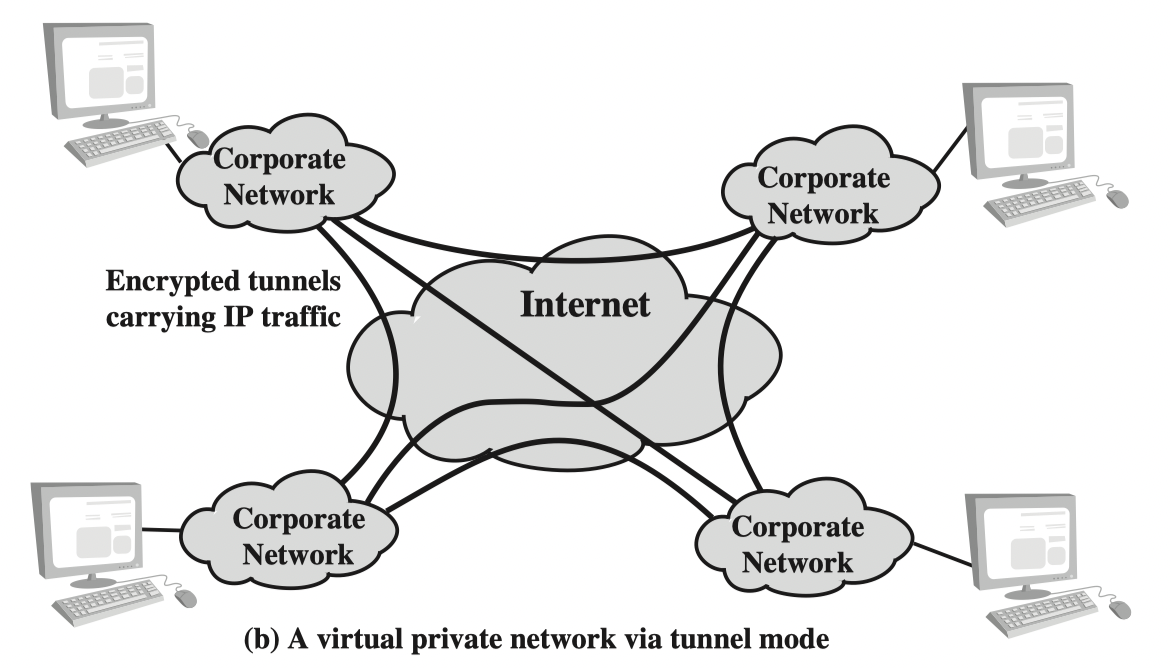 Corporate
Network
Corporate
Network
Encrypted tunnels
carrying IP traffic
Internet
Corporate
Network
Corporate
Network
(b) A virtual private network via tunnel mode